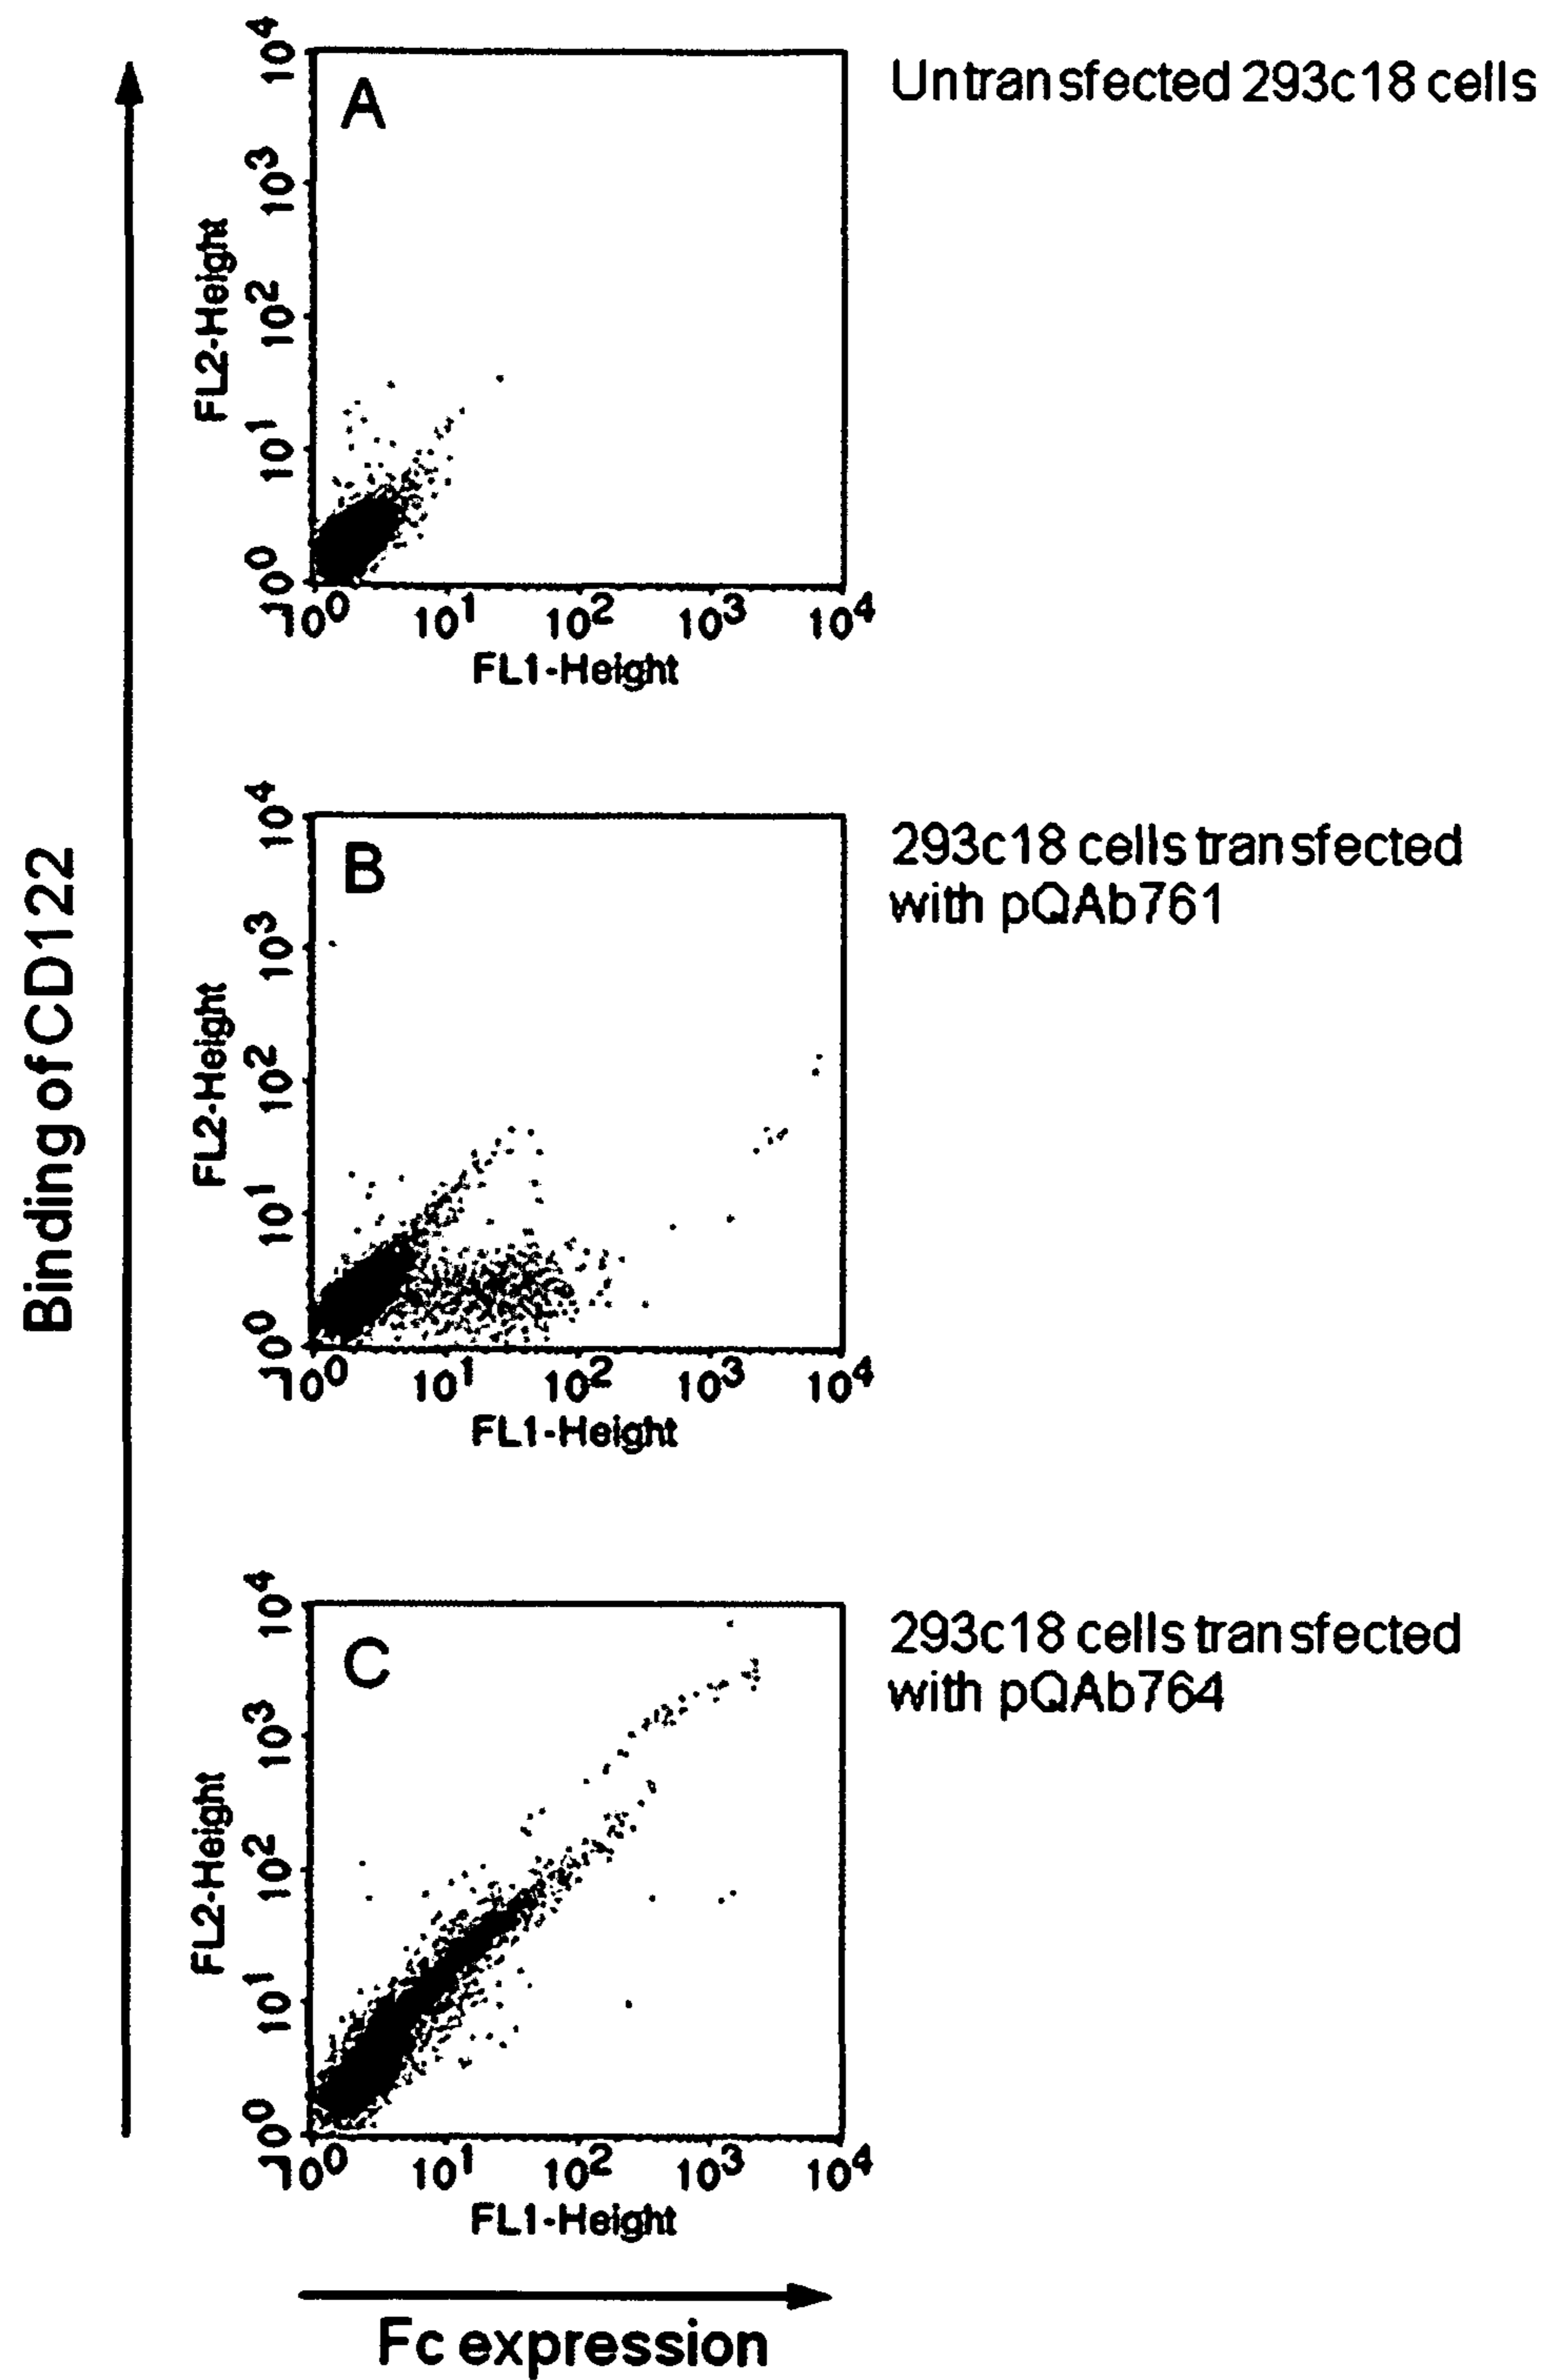 Binding of CD122
A
Untransfected 293c18 cells
10⁴
10³
10²
10¹
10⁰
FL2-Height
10⁰ 10¹ 10² 10³ 10⁴
FL1-Height
B
293c18 cells transfected
with pQAb761
10⁴
10³
10²
10¹
10⁰
FL2-Height
10⁰ 10¹ 10² 10³ 10⁴
FL1-Height
C
293c18 cells transfected
with pQAb764
10⁴
10³
10²
10¹
10⁰
FL2-Height
10⁰ 10¹ 10² 10³ 10⁴
FL1-Height
Fc expression